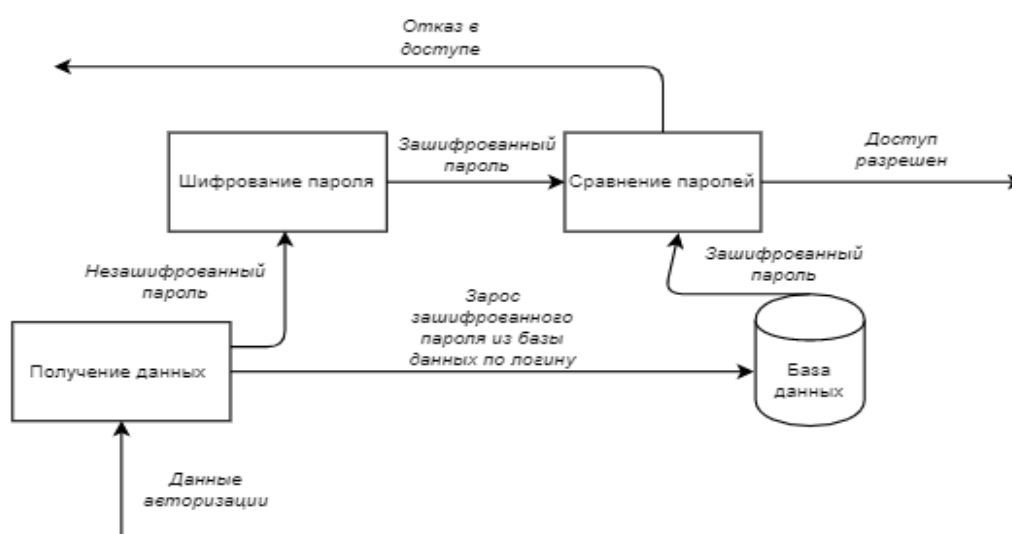 Отказ в
доступе
Шифрование пароля
Зашифрованный
пароль
Сравнение паролей
Доступ
разрешен
Незашифрованный
пароль
Зашифрованный
пароль
Зарос
зашифрованного
пароля из базы
данных по логину
Получение данных
База
данных
Данные
авторизации